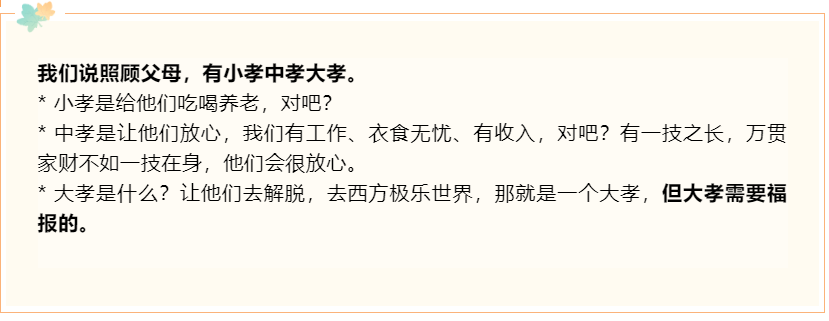 我们说照顾父母，有小孝中孝大孝。
* 小孝是给他们吃喝养老，对吧？
* 中孝是让他们放心，我们有工作、衣食无忧、有收入，对吧？有一技之长，万贯
家财不如一技在身，他们会很放心。
* 大孝是什么？让他们去解脱，去西方极乐世界，那就是一个大孝，但大孝需要福
报的。